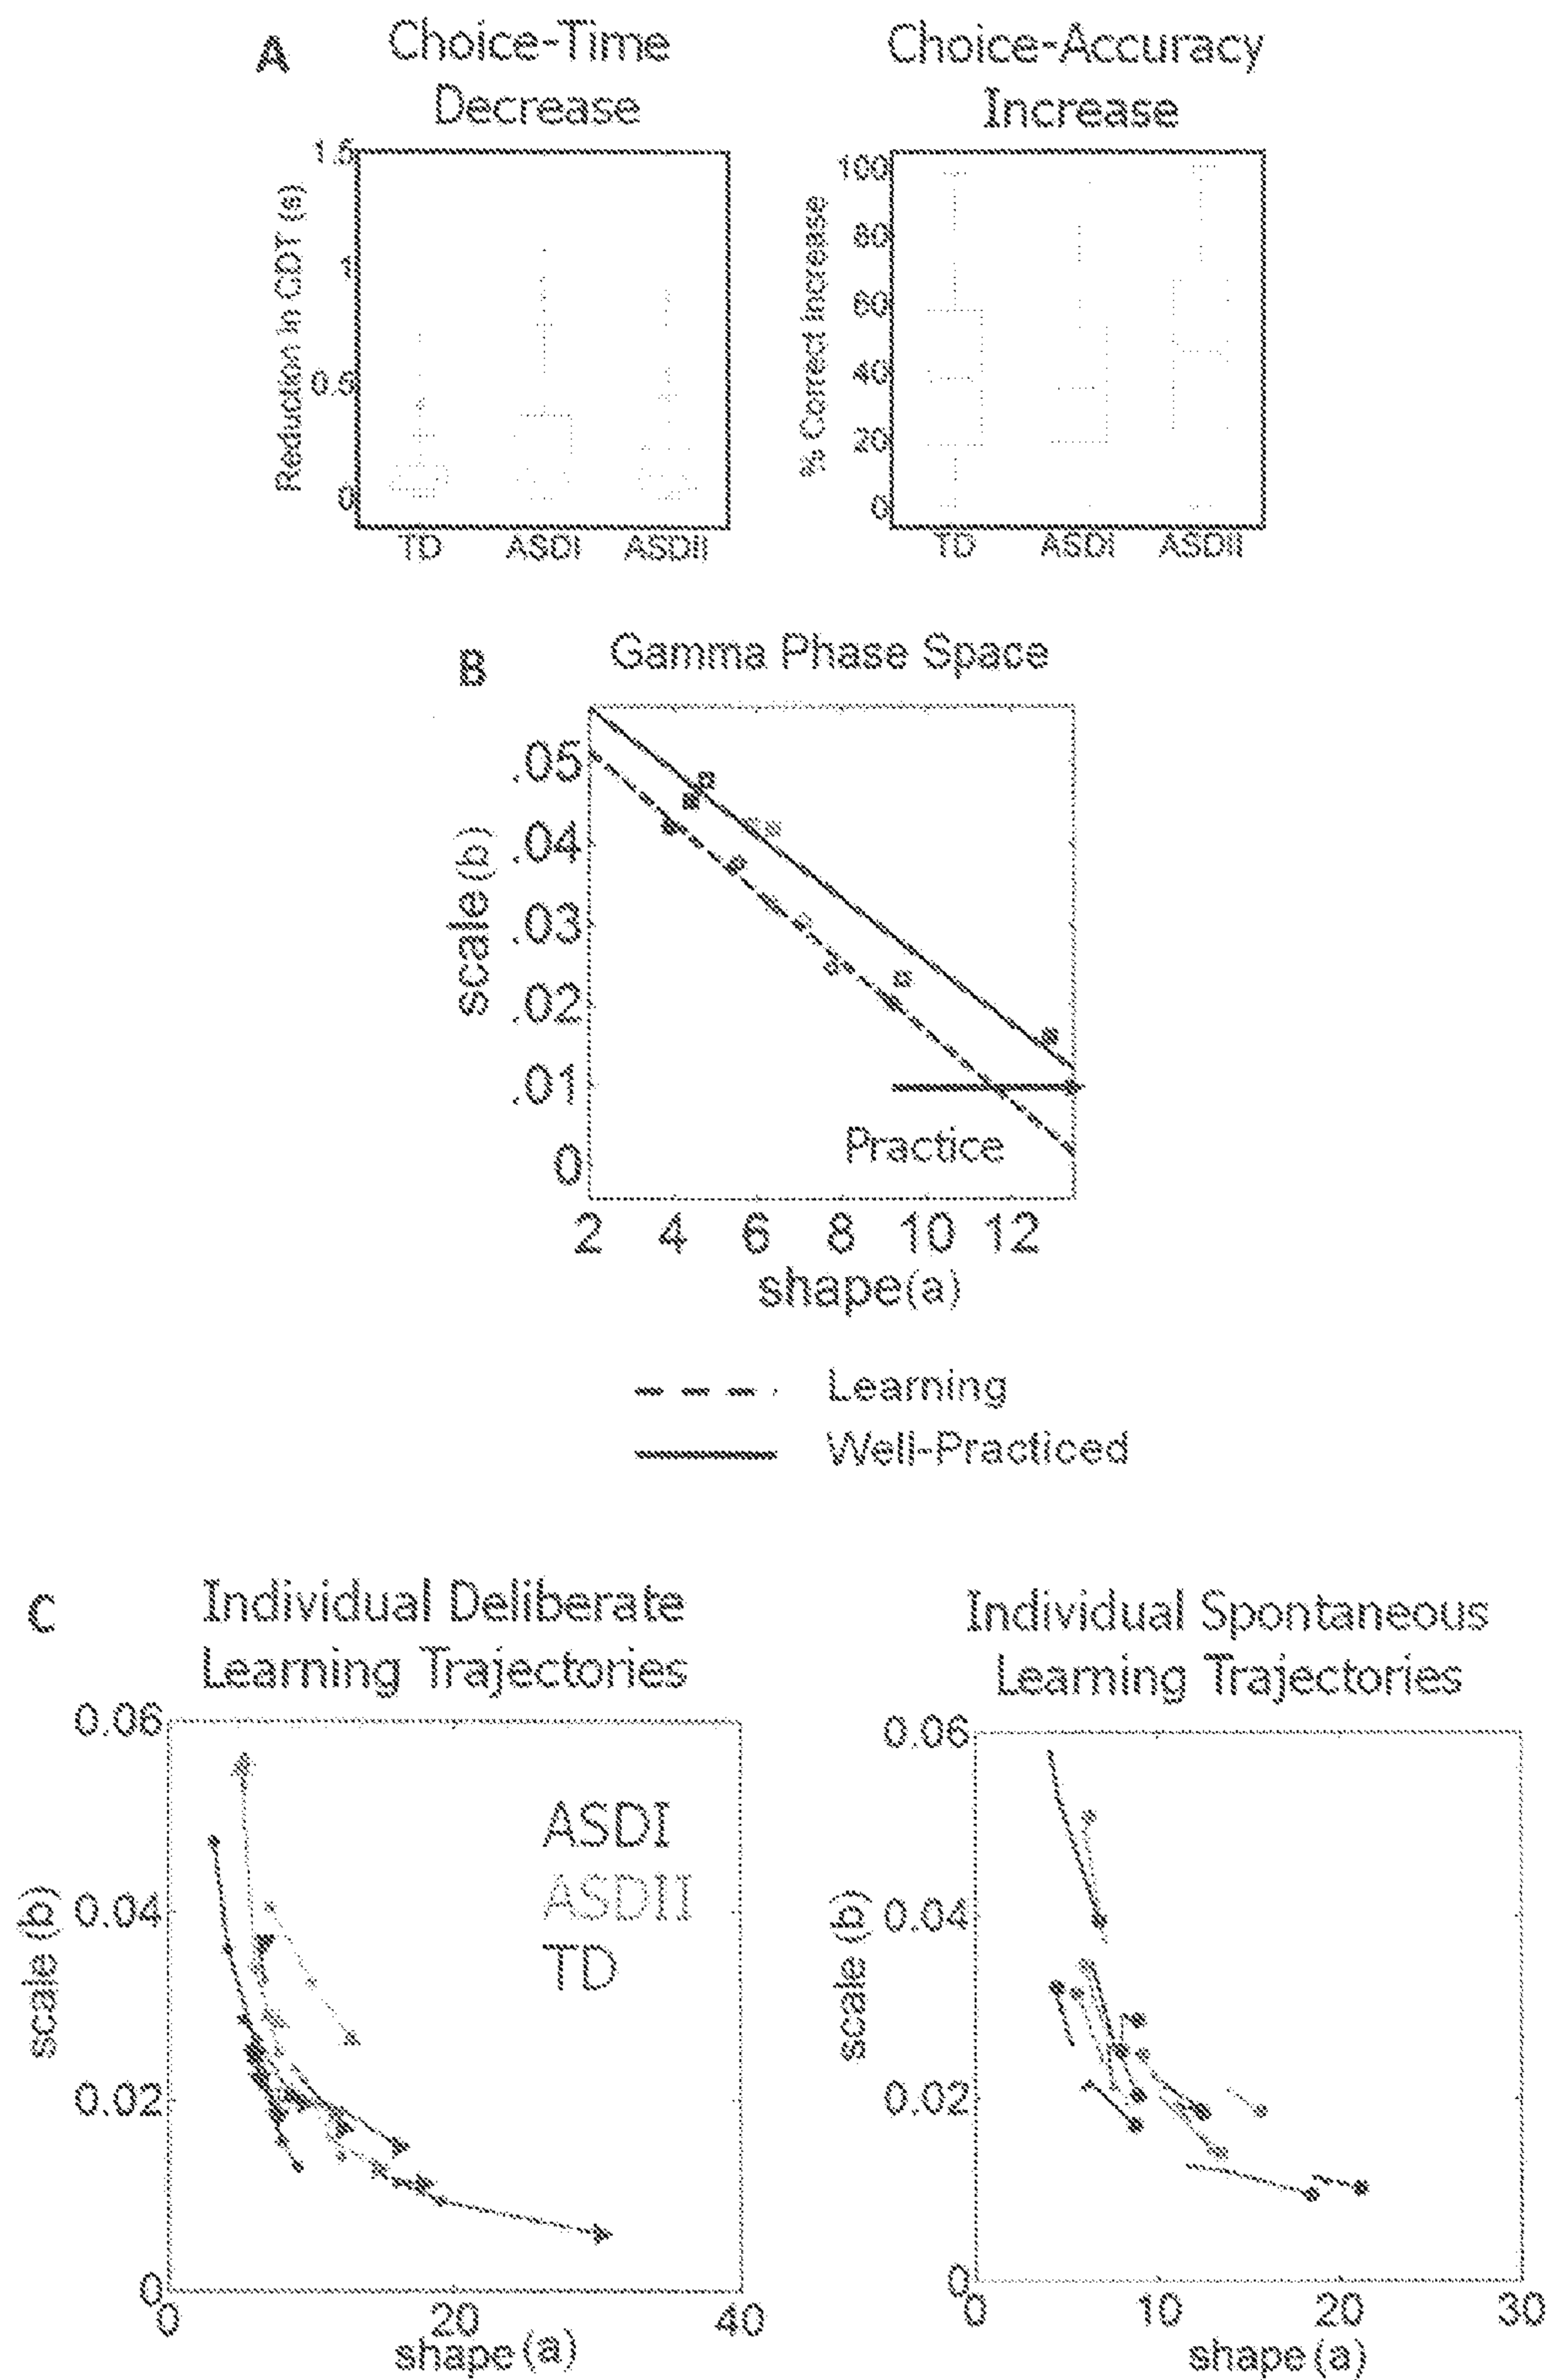 A
Choice-Time
Decrease
Reduction in CDT (s)
1.5
1
0.5
0
TD ASDI ASDII
Choice-Accuracy
Increase
% Correct Increase
100
80
60
40
20
0
TD ASDI ASDII
B
Gamma Phase Space
scale (b)
.05
.04
.03
.02
.01
0
Practice
2 4 6 8 10 12
shape (a)
Learning
Well-Practiced
C
Individual Deliberate
Learning Trajectories
scale (b)
0.06
0.04
0.02
0
ASDI
ASDII
TD
0 20 40
shape (a)
Individual Spontaneous
Learning Trajectories
scale (b)
0.06
0.04
0.02
0
0 10 20 30
shape (a)